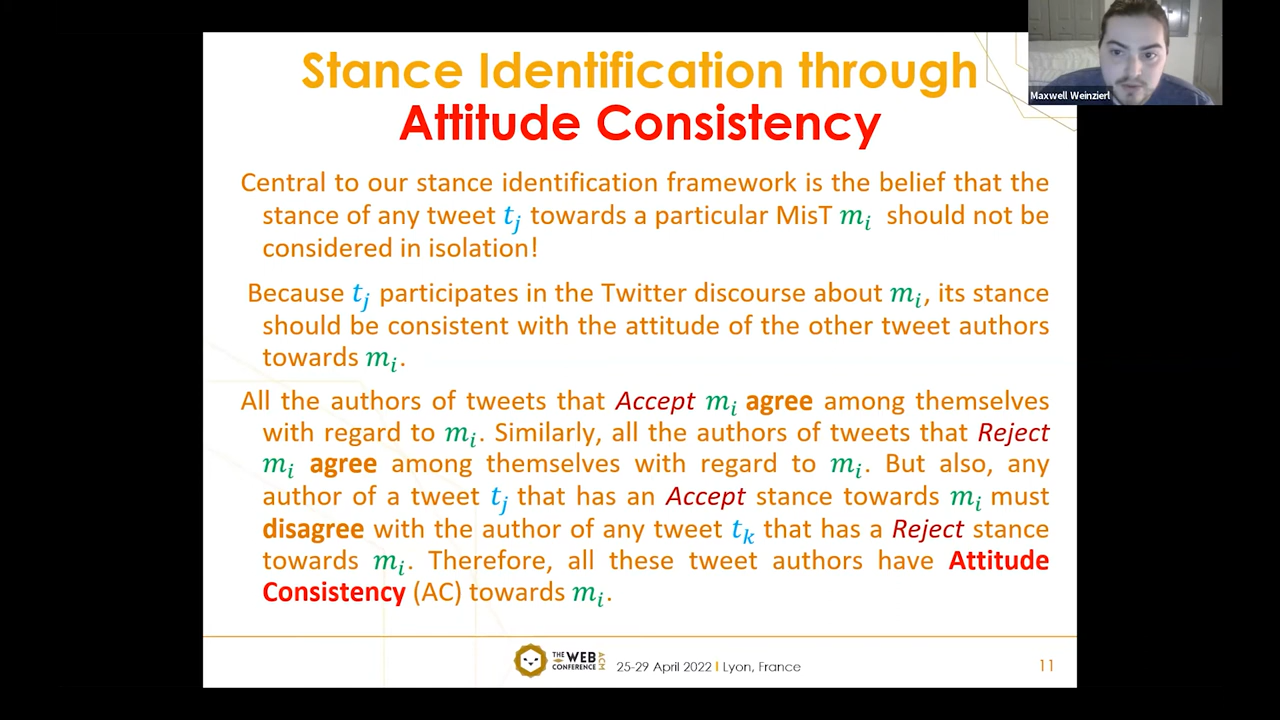 Stance Identification through
Attitude Consistency
Maxwell Weinzierl
Central to our stance identification framework is the belief that the
stance of any tweet tⱼ towards a particular MisT mᵢ should not be
considered in isolation!
Because tⱼ participates in the Twitter discourse about mᵢ, its stance
should be consistent with the attitude of the other tweet authors
towards mᵢ.
All the authors of tweets that Accept mᵢ agree among themselves
with regard to mᵢ. Similarly, all the authors of tweets that Reject
mᵢ agree among themselves with regard to mᵢ. But also, any
author of a tweet tⱼ that has an Accept stance towards mᵢ must
disagree with the author of any tweet tₖ that has a Reject stance
towards mᵢ. Therefore, all these tweet authors have Attitude
Consistency (AC) towards mᵢ.
THE WEB CONFERENCE ACM
25-29 April 2022 I Lyon, France
11